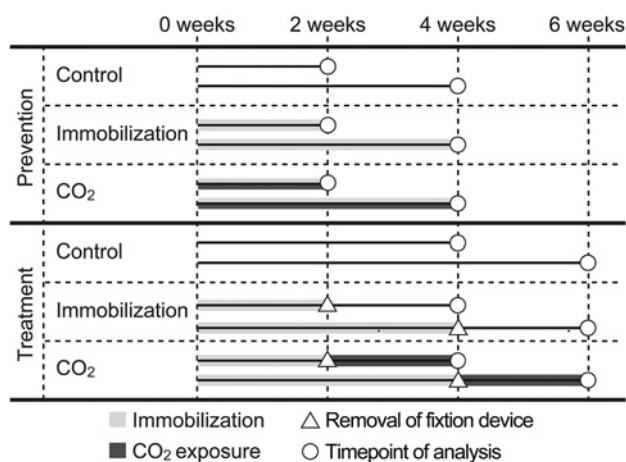 0 weeks 2 weeks 4 weeks 6 weeks
Prevention
Control
Immobilization
CO₂
Treatment
Control
Immobilization
CO₂
Immobilization Removal of fixtion device
CO₂ exposure Timepoint of analysis